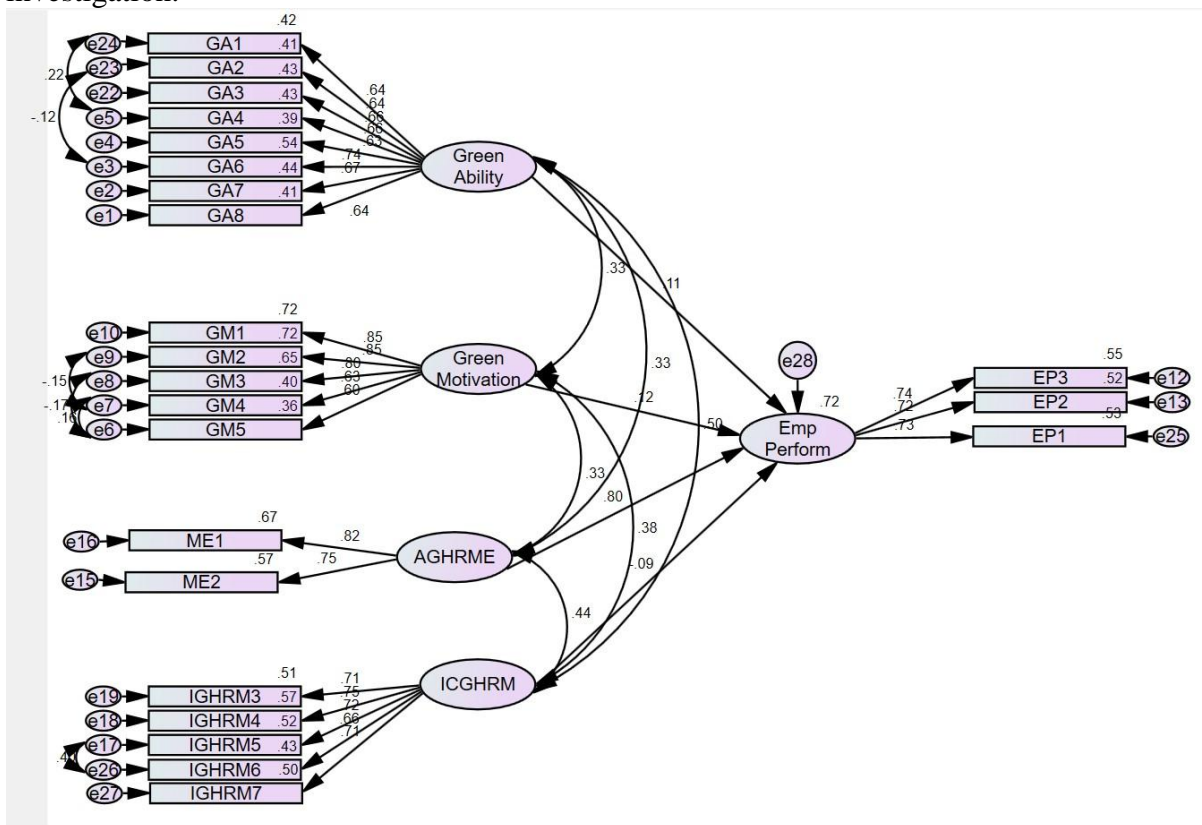 .42
e24 GA1 .41
e23 GA2 .43
e22 GA3 .43
e5 GA4 .39
e4 GA5 .54
e3 GA6 .44
e2 GA7 .41
e1 GA8
.22
-.12
.64
.64
.66
.66
.63
.74
.67
.64
Green
Ability
.33
.11
.72
e10 GM1 .72
e9 GM2 .65
e8 GM3 .40
e7 GM4 .36
e6 GM5
-.15
-.17
.85
.85
.80
.63
.60
Green
Motivation
.33
.12
.50
e28
.72
Emp
Perform
.74
.72
.73
.55
EP3 .52 e12
EP2 e13
.53
EP1 e25
.33
.80
.38
-.09
.67
e16 ME1
.82
.57
e15 ME2
.75
AGHRME
.44
.51
e19 IGHRM3 .57
e18 IGHRM4 .52
e17 IGHRM5 .43
e26 IGHRM6 .50
e27 IGHRM7
.71
.75
.72
.66
.71
ICGHRM